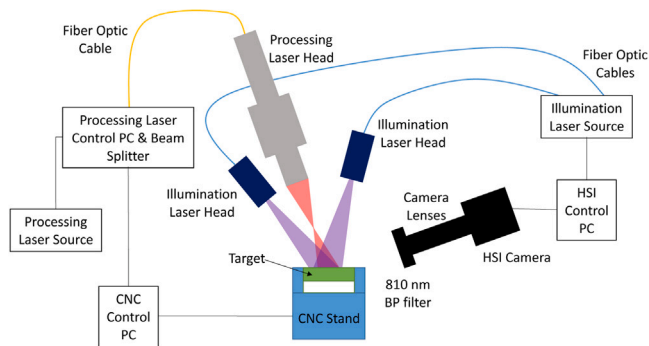 Fiber Optic
Cable
Processing
Laser Head
Fiber Optic
Cables
Processing Laser
Control PC & Beam
Splitter
Illumination
Laser Head
Illumination
Laser Source
Illumination
Laser Head
Camera
Lenses
HSI
Control
PC
Processing
Laser Source
Target
HSI Camera
810 nm
BP filter
CNC
Control
PC
CNC Stand